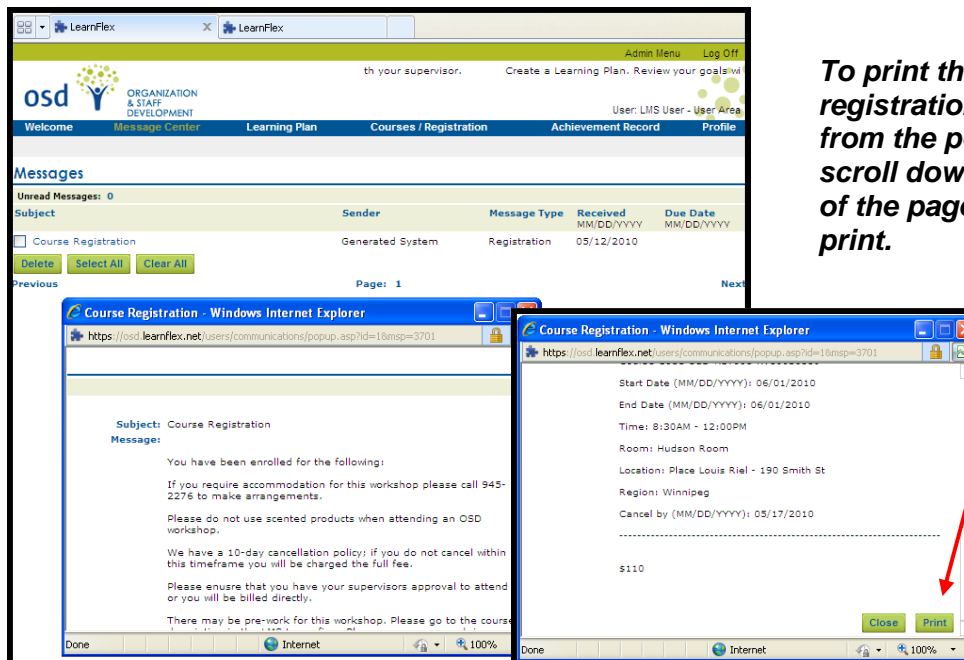 LearnFlex X LearnFlex
Admin Menu Log Off
th your supervisor. Create a Learning Plan. Review your goals wi
osd ORGANIZATION
& STAFF
DEVELOPMENT
User: LMS User - User Area
Welcome Message Center Learning Plan Courses / Registration Achievement Record Profile
Messages
Unread Messages: 0
Subject Sender Message Type Received Due Date
MM/DD/YYYY MM/DD/YYYY
Course Registration Generated System Registration 05/12/2010
Delete Select All Clear All
Previous Page: 1 Next
To print th
registration
from the p
scroll dow
of the page
print.
Course Registration - Windows Internet Explorer
https://osd.learnflex.net/users/communications/popup.asp?id=1&msp=3701
Subject: Course Registration
Message:
You have been enrolled for the following:
If you require accommodation for this workshop please call 945-
2276 to make arrangements.
Please do not use scented products when attending an OSD
workshop.
We have a 10-day cancellation policy; if you do not cancel within
this timeframe you will be charged the full fee.
Please enusre that you have your supervisors approval to attend
or you will be billed directly.
There may be pre-work for this workshop. Please go to the course
Done Internet 100%
Course Registration - Windows Internet Explorer
https://osd.learnflex.net/users/communications/popup.asp?id=1&msp=3701
Start Date (MM/DD/YYYY): 06/01/2010
End Date (MM/DD/YYYY): 06/01/2010
Time: 8:30AM - 12:00PM
Room: Hudson Room
Location: Place Louis Riel - 190 Smith St
Region: Winnipeg
Cancel by (MM/DD/YYYY): 05/17/2010
--------------------------------------------------------------------
$110
Close Print
Done Internet 100%